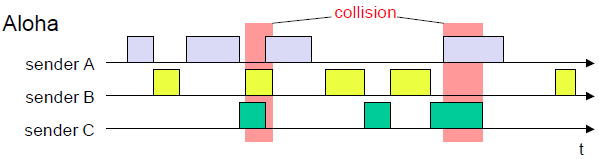 collision
Aloha
sender A
sender B
sender C
t